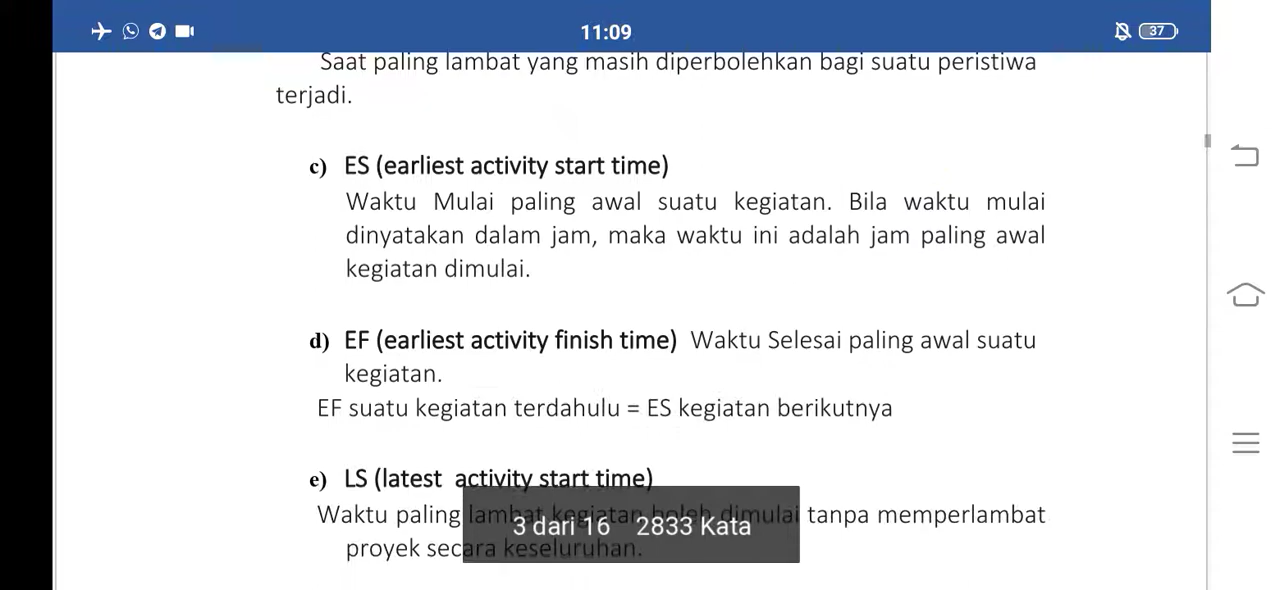 11:09
37
Saat paling lambat yang masih diperbolehkan bagi suatu peristiwa
terjadi.
c) ES (earliest activity start time)
Waktu Mulai paling awal suatu kegiatan. Bila waktu mulai
dinyatakan dalam jam, maka waktu ini adalah jam paling awal
kegiatan dimulai.
d) EF (earliest activity finish time) Waktu Selesai paling awal suatu
kegiatan.
EF suatu kegiatan terdahulu = ES kegiatan berikutnya
e) LS (latest activity start time)
Waktu paling lambat kegiatan boleh dimulai tanpa memperlambat
3 dari 16 2833 Kata
proyek secara keseluruhan.